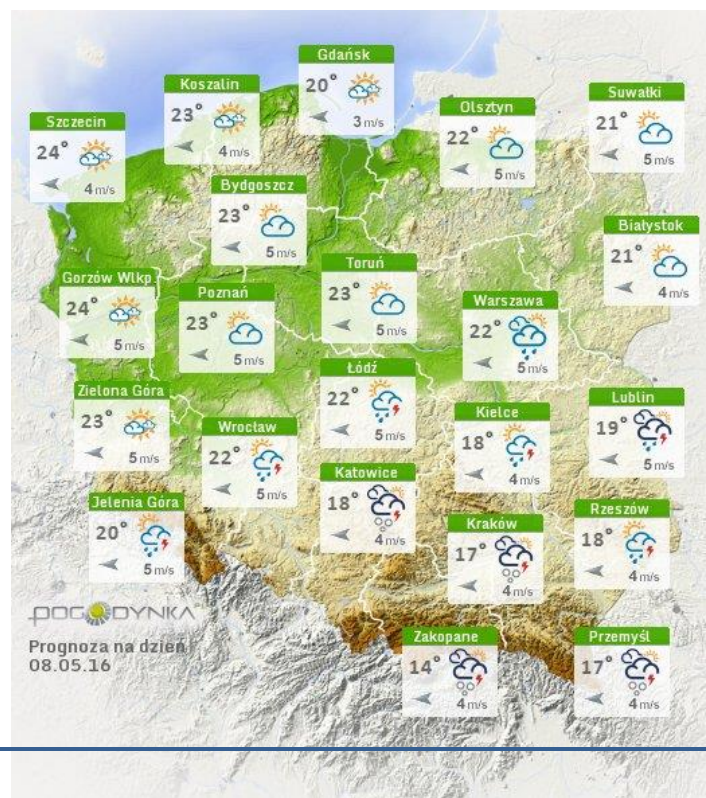 Gdańsk
20°
3 m/s
Koszalin
23°
4 m/s
Suwałki
21°
5 m/s
Olsztyn
22°
5 m/s
Szczecin
24°
4 m/s
Bydgoszcz
23°
5 m/s
Białystok
21°
4 m/s
Toruń
23°
5 m/s
Gorzów Wlkp
24°
5 m/s
Poznań
23°
5 m/s
Warszawa
22°
5 m/s
Łódź
22°
5 m/s
Zielona Góra
23°
5 m/s
Lublin
19°
5 m/s
Kielce
18°
4 m/s
Wrocław
22°
5 m/s
Katowice
18°
4 m/s
Jelenia Góra
20°
5 m/s
Rzeszów
18°
4 m/s
Kraków
17°
4 m/s
POGODYNKA
Prognoza na dzień
08.05.16
Zakopane
14°
4 m/s
Przemyśl
17°
4 m/s